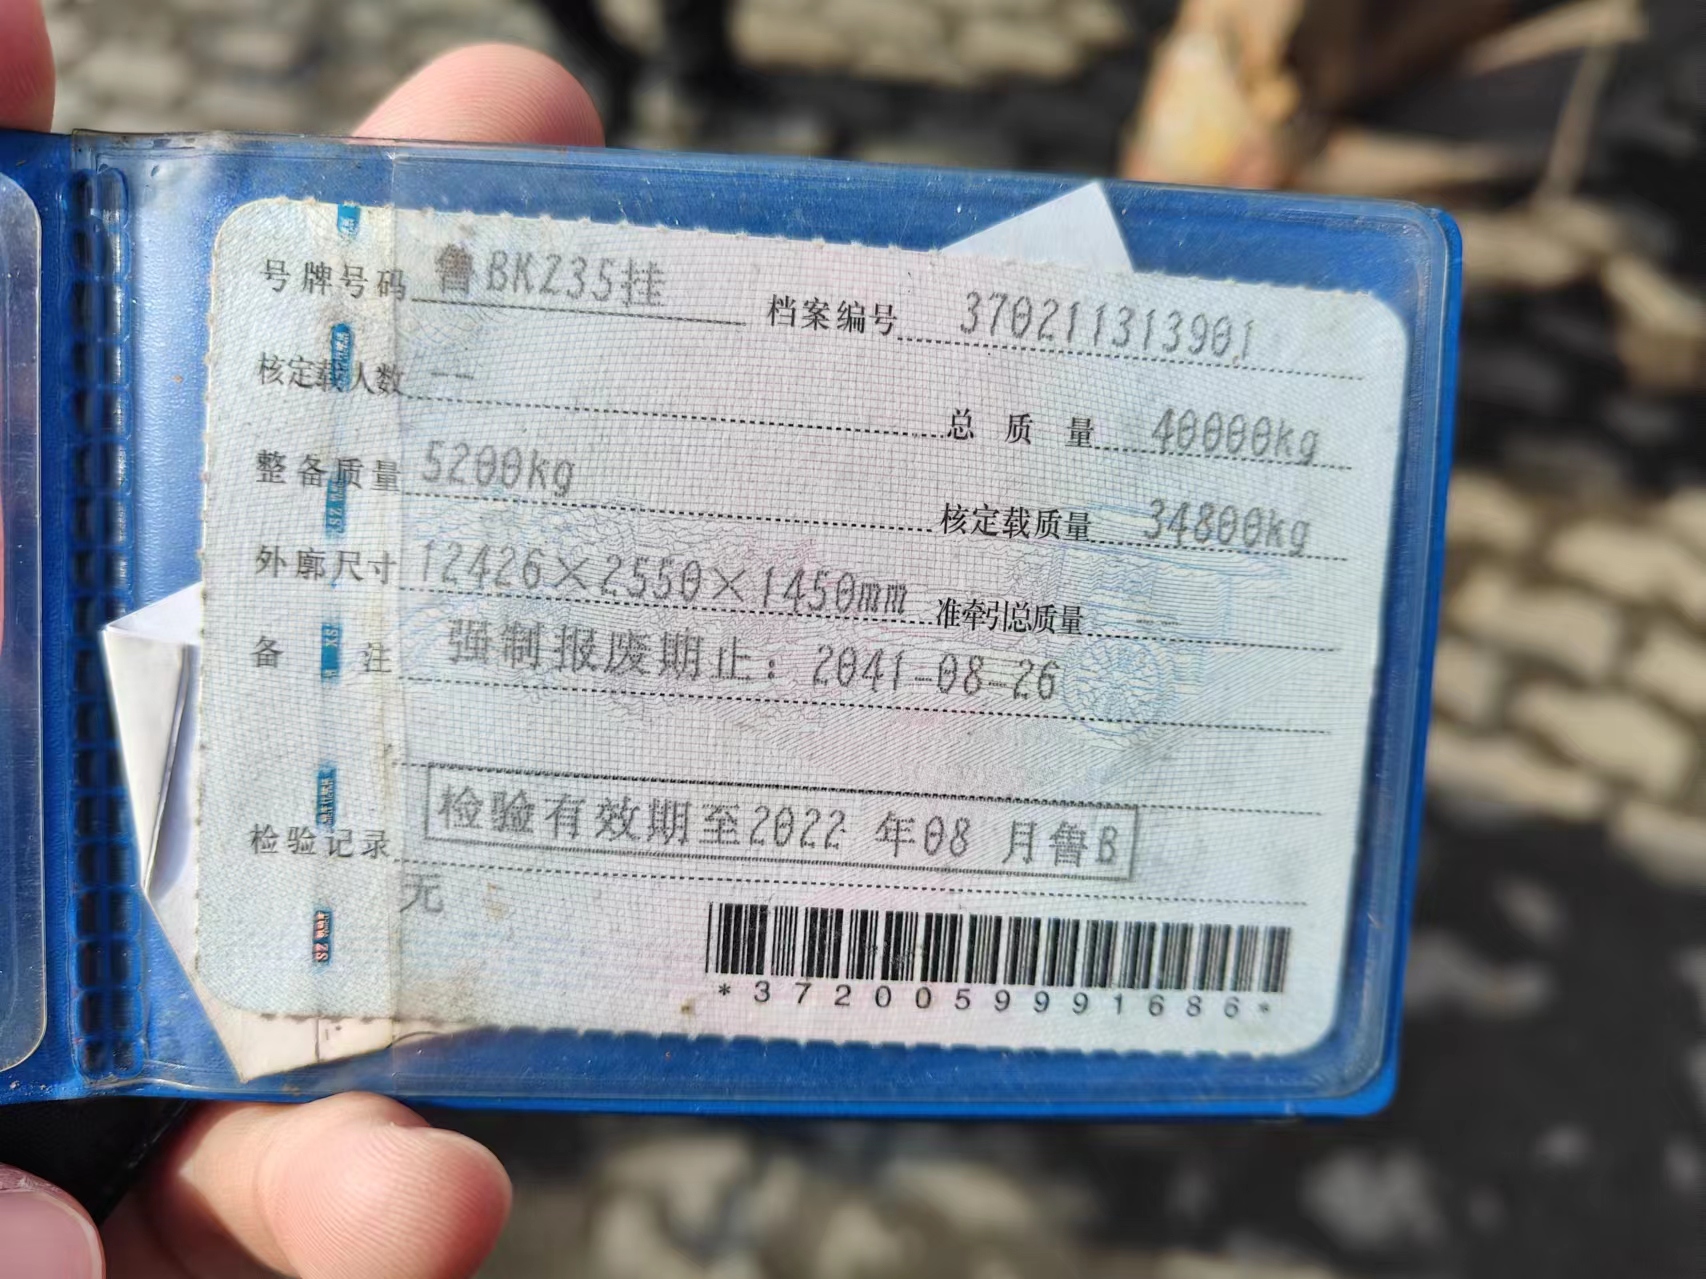 号牌号码 鲁BKZ35挂 档案编号 370211313901
核定载人数 -- 总质量 40000kg
整备质量 5200kg 核定载质量 34800kg
外廓尺寸 12426×2550×1450mm 准牵引总质量 --
备注 强制报废期止：2041-08-26
检验记录 检验有效期至2022 年08 月鲁B
无
*3720059991686*